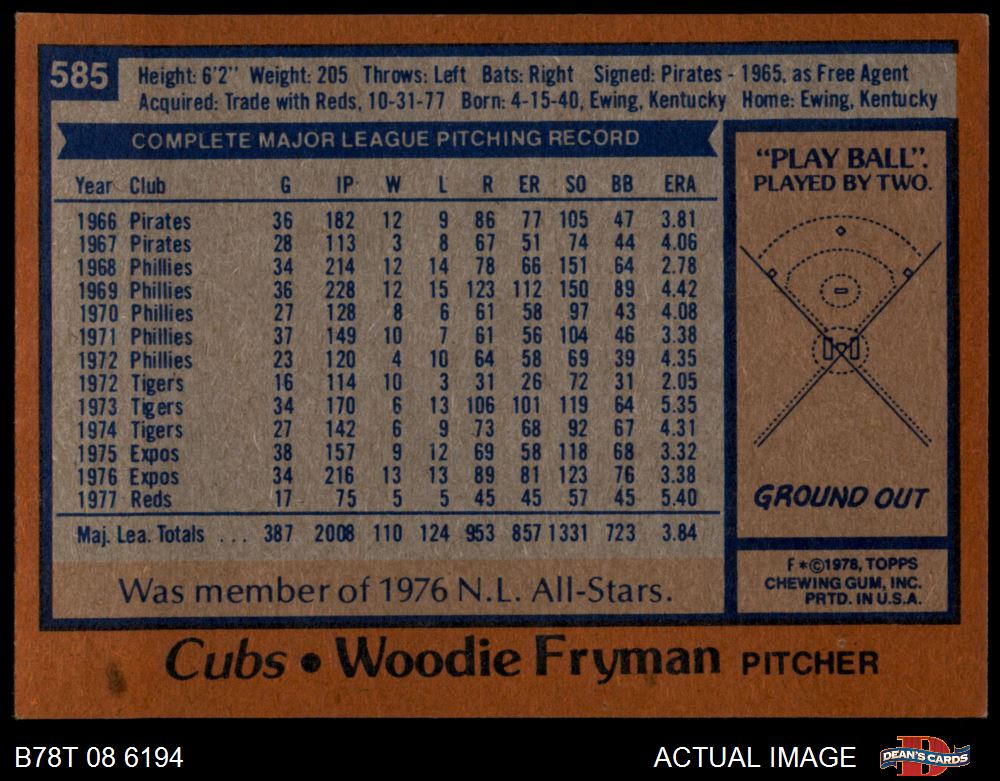 585
Height: 6'2" Weight: 205 Throws: Left Bats: Right Signed: Pirates - 1965, as Free Agent
Acquired: Trade with Reds, 10-31-77 Born: 4-15-40, Ewing, Kentucky Home: Ewing, Kentucky
COMPLETE MAJOR LEAGUE PITCHING RECORD
Year Club G IP W L R ER SO BB ERA
1966 Pirates 36 182 12 9 86 77 105 47 3.81
1967 Pirates 28 113 3 8 67 51 74 44 4.06
1968 Phillies 34 214 12 14 78 66 151 64 2.78
1969 Phillies 36 228 12 15 123 112 150 89 4.42
1970 Phillies 27 128 8 6 61 58 97 43 4.08
1971 Phillies 37 149 10 7 61 56 104 46 3.38
1972 Phillies 23 120 4 10 64 58 69 39 4.35
1972 Tigers 16 114 10 3 31 26 72 31 2.05
1973 Tigers 34 170 6 13 106 101 119 64 5.35
1974 Tigers 27 142 6 9 73 68 92 67 4.31
1975 Expos 38 157 9 12 69 58 118 68 3.32
1976 Expos 34 216 13 13 89 81 123 76 3.38
1977 Reds 17 75 5 5 45 45 57 45 5.40
Maj. Lea. Totals ... 387 2008 110 124 953 857 1331 723 3.84
Was member of 1976 N.L. All-Stars.
"PLAY BALL".
PLAYED BY TWO.
GROUND OUT
F*©1978, TOPPS
CHEWING GUM, INC.
PRTD. IN U.S.A.
Cubs • Woodie Fryman PITCHER
B78T 08 6194
ACTUAL IMAGE
DEAN'S CARDS